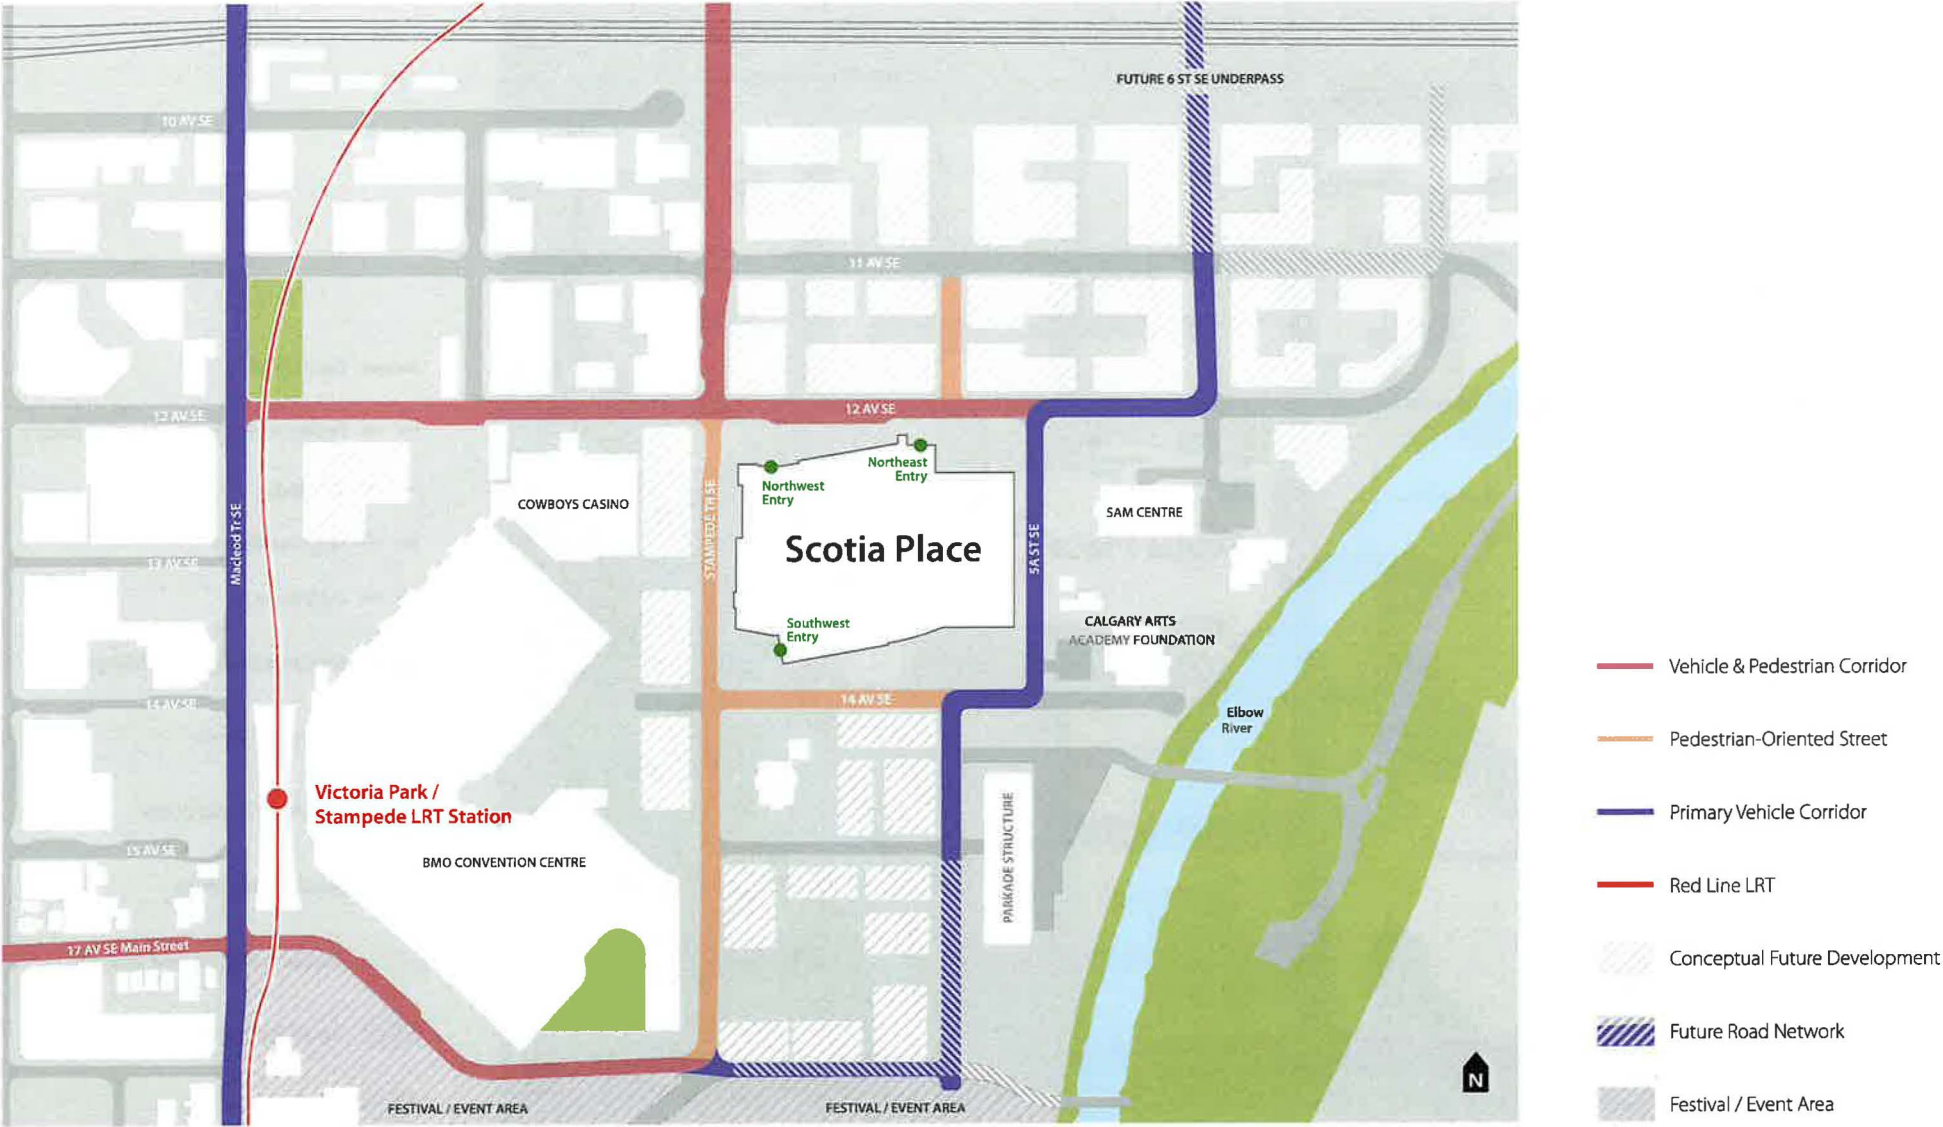 FUTURE 6 ST SE UNDERPASS
10 AV SE
11 AV SE
12 AV SE
12 AV SE
Northeast
Entry
Northwest
Entry
COWBOYS CASINO
STAMPEDE TR SE
SAM CENTRE
Macleod Tr SE
Scotia Place
5A ST SE
13 AV SE
Southwest
Entry
CALGARY ARTS
ACADEMY FOUNDATION
14 AV SE
14 AV SE
Elbow
River
Victoria Park /
Stampede LRT Station
PARKADE STRUCTURE
15 AV SE
BMO CONVENTION CENTRE
17 AV SE Main Street
FESTIVAL / EVENT AREA
FESTIVAL / EVENT AREA
N
Vehicle & Pedestrian Corridor
Pedestrian-Oriented Street
Primary Vehicle Corridor
Red Line LRT
Conceptual Future Development
Future Road Network
Festival / Event Area